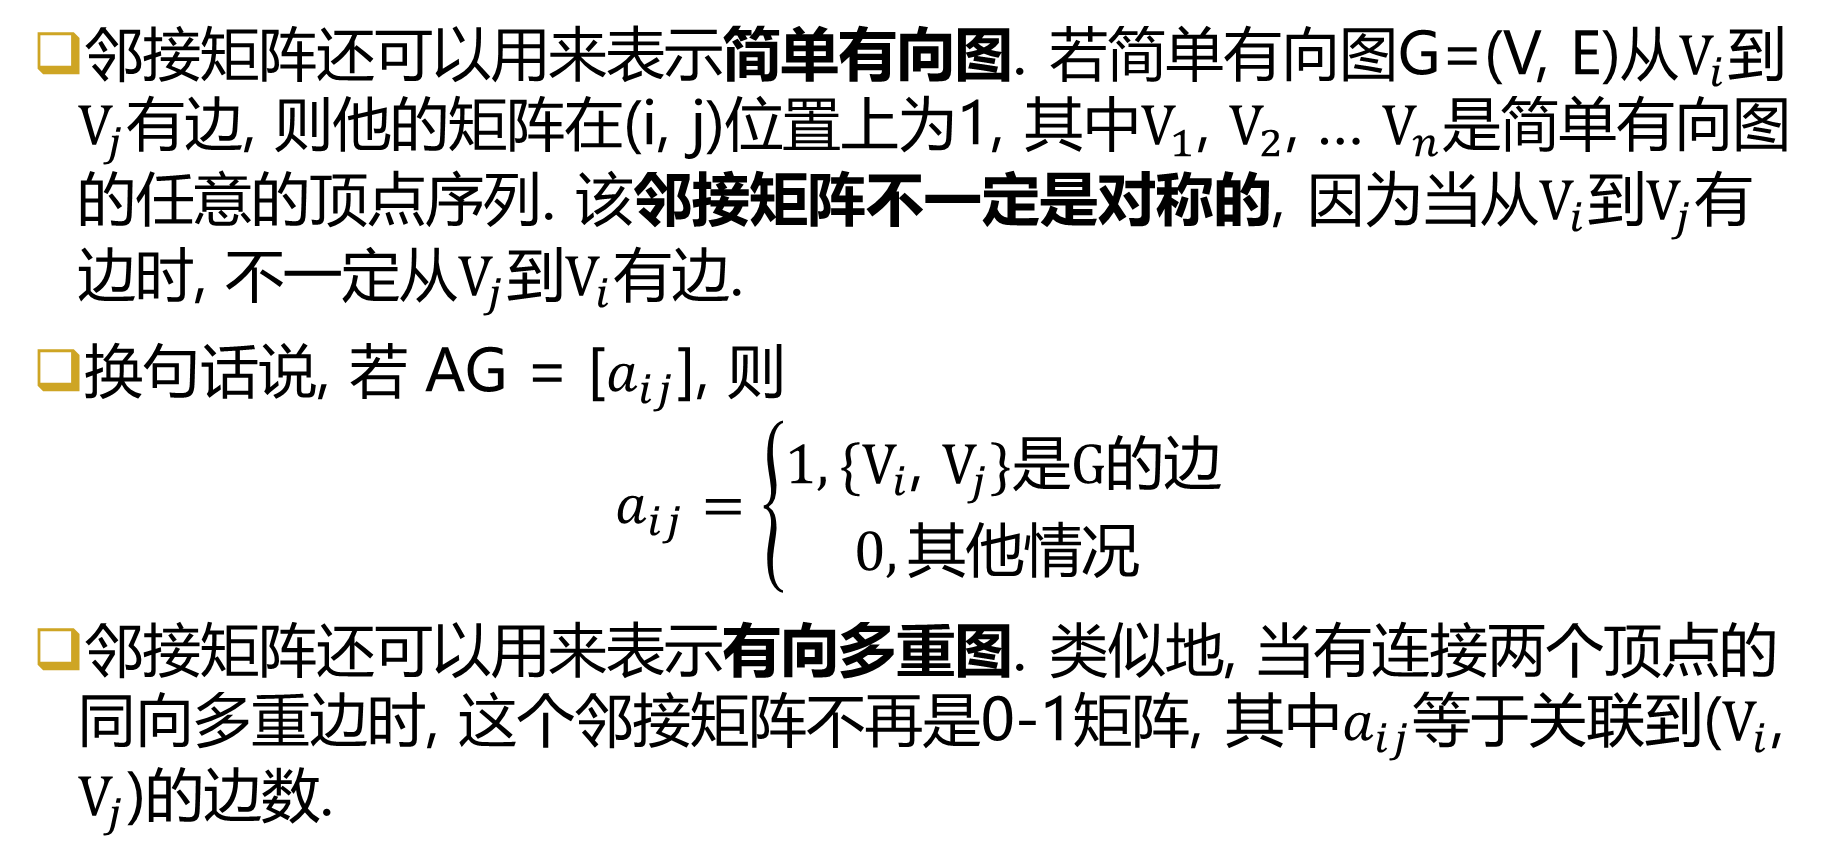 邻接矩阵还可以用来表示简单有向图. 若简单有向图G=(V, E)从Vᵢ到
Vⱼ有边, 则他的矩阵在(i, j)位置上为1, 其中V₁, V₂, … Vₙ是简单有向图
的任意的顶点序列. 该邻接矩阵不一定是对称的, 因为当从Vᵢ到Vⱼ有
边时, 不一定从Vⱼ到Vᵢ有边.
换句话说, 若 AG = [aᵢⱼ], 则
1, {Vᵢ, Vⱼ}是G的边
aᵢⱼ =
0, 其他情况
邻接矩阵还可以用来表示有向多重图. 类似地, 当有连接两个顶点的
同向多重边时, 这个邻接矩阵不再是0-1矩阵, 其中aᵢⱼ等于关联到(Vᵢ,
Vⱼ)的边数.